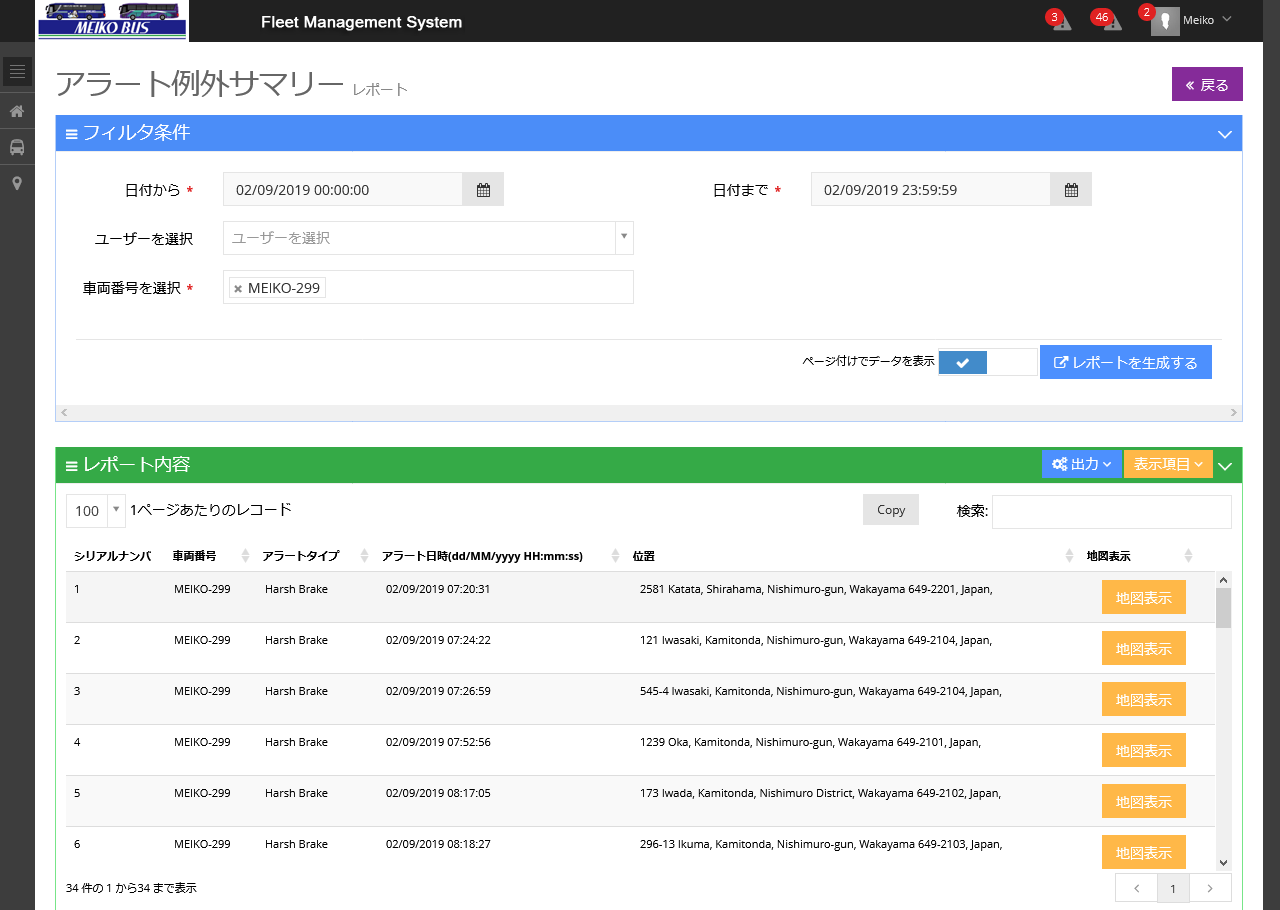 MEIKO BUS
Fleet Management System
3
46
2
Meiko
アラート例外サマリー レポート
« 戻る
フィルタ条件
日付から * 02/09/2019 00:00:00
日付まで * 02/09/2019 23:59:59
ユーザーを選択 ユーザーを選択
車両番号を選択 * × MEIKO-299
ページ付けでデータを表示
レポートを生成する
レポート内容
出力
表示項目
100 1ページあたりのレコード
Copy
検索:
シリアルナンバ 車両番号 アラートタイプ アラート日時(dd/MM/yyyy HH:mm:ss) 位置 地図表示
1 MEIKO-299 Harsh Brake 02/09/2019 07:20:31 2581 Katata, Shirahama, Nishimuro-gun, Wakayama 649-2201, Japan, 地図表示
2 MEIKO-299 Harsh Brake 02/09/2019 07:24:22 121 Iwasaki, Kamitonda, Nishimuro-gun, Wakayama 649-2104, Japan, 地図表示
3 MEIKO-299 Harsh Brake 02/09/2019 07:26:59 545-4 Iwasaki, Kamitonda, Nishimuro-gun, Wakayama 649-2104, Japan, 地図表示
4 MEIKO-299 Harsh Brake 02/09/2019 07:52:56 1239 Oka, Kamitonda, Nishimuro-gun, Wakayama 649-2101, Japan, 地図表示
5 MEIKO-299 Harsh Brake 02/09/2019 08:17:05 173 Iwada, Kamitonda, Nishimuro District, Wakayama 649-2102, Japan, 地図表示
6 MEIKO-299 Harsh Brake 02/09/2019 08:18:27 296-13 Ikuma, Kamitonda, Nishimuro-gun, Wakayama 649-2103, Japan, 地図表示
34 件の 1 から34 まで表示
1